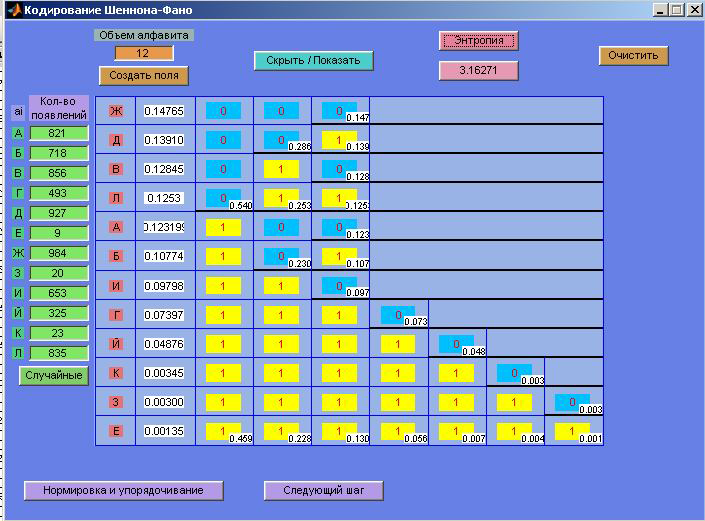 Кодирование Шеннона-Фано
Объем алфавита
12
Создать поля
Скрыть / Показать
Энтропия
3.16271
Очистить
ai Кол-во появлений
А 821
Б 718
В 856
Г 493
Д 927
Е 9
Ж 984
З 20
И 653
Й 325
К 23
Л 835
Случайные
Ж 0.14765 0 0 0 0.147
Д 0.13910 0 0 0.286 1 0.139
В 0.12845 0 1 0 0.128
Л 0.1253 0 0.540 1 0.253 1 0.125
А 0.123199 1 0 0 0.123
Б 0.10774 1 0 0.230 1 0.107
И 0.09798 1 1 0 0.097
Г 0.07397 1 1 1 0 0.073
Й 0.04876 1 1 1 1 0 0.048
К 0.00345 1 1 1 1 1 0 0.003
З 0.00300 1 1 1 1 1 1 0 0.003
Е 0.00135 1 0.459 1 0.228 1 0.130 1 0.056 1 0.007 1 0.004 1 0.001
Нормировка и упорядочивание
Следующий шаг